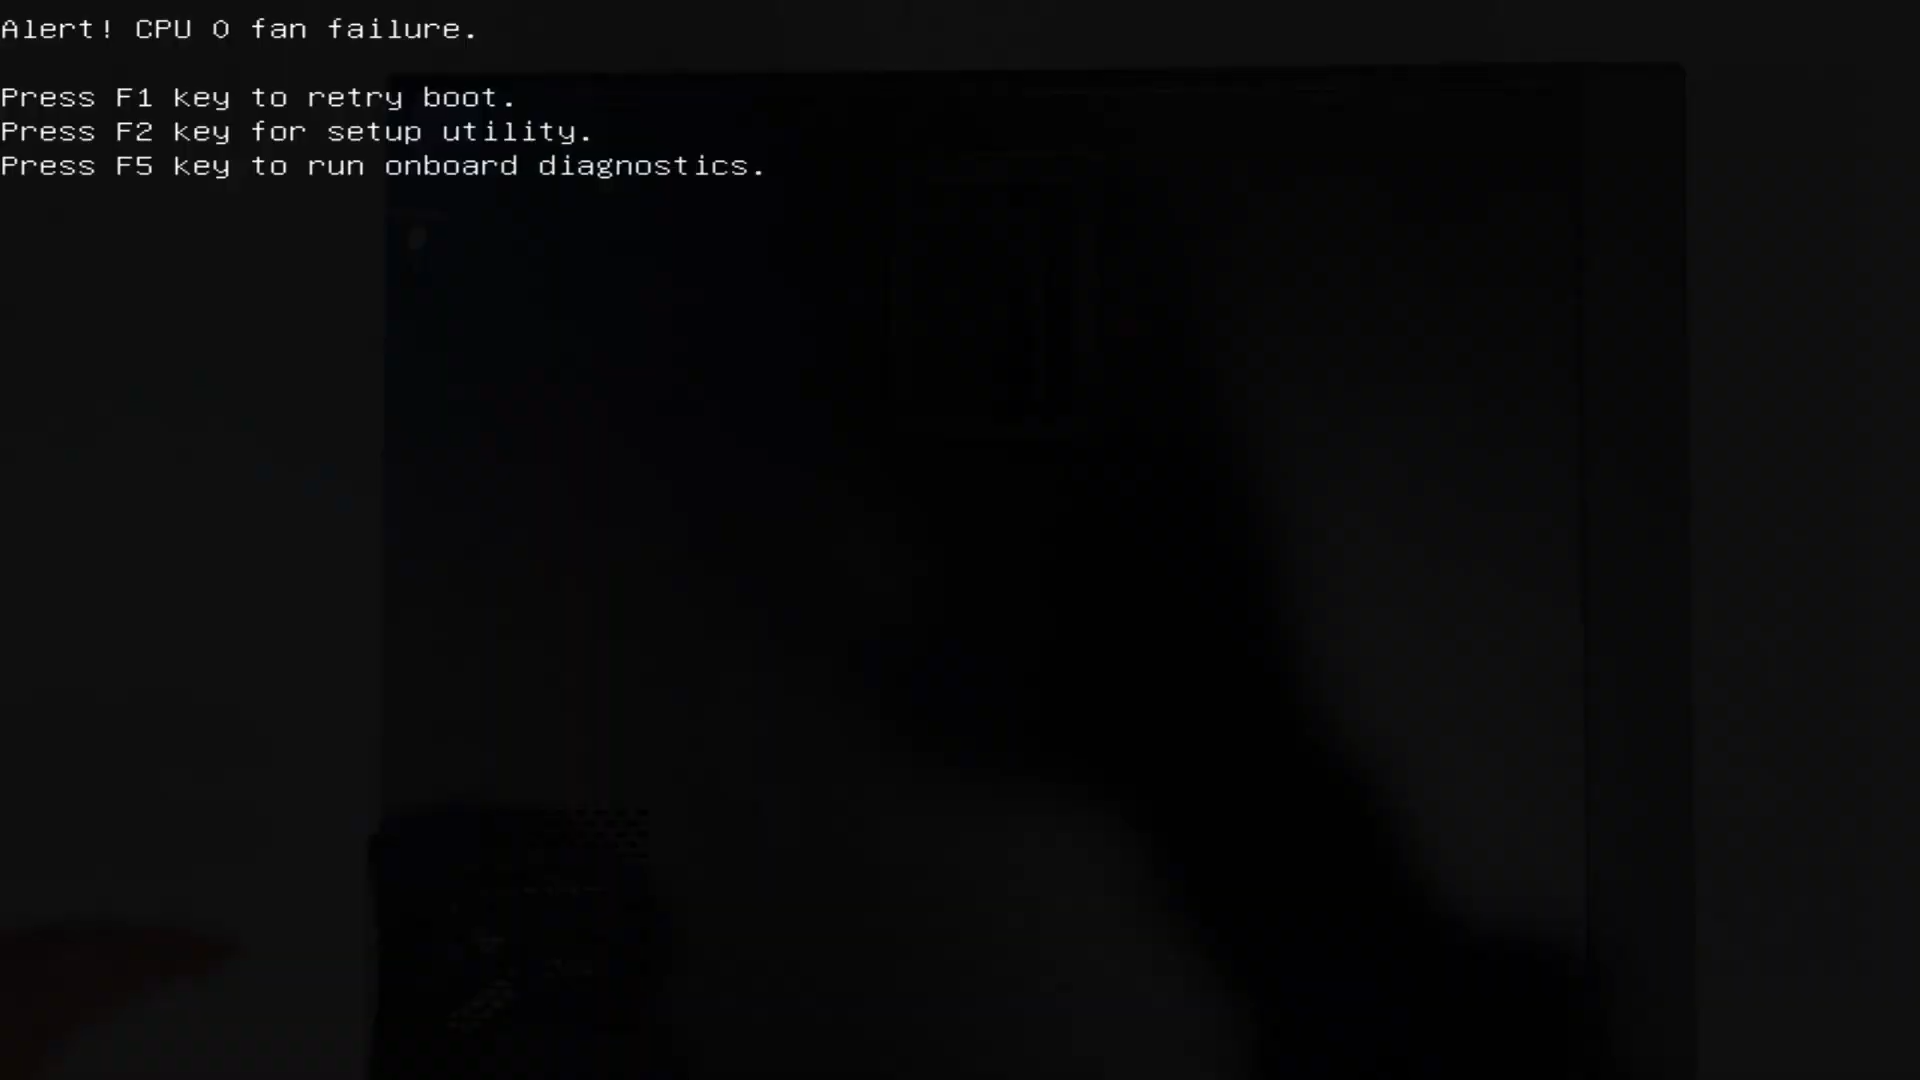 Alert! CPU 0 fan failure.
Press F1 key to retry boot.
Press F2 key for setup utility.
Press F5 key to run onboard diagnostics.